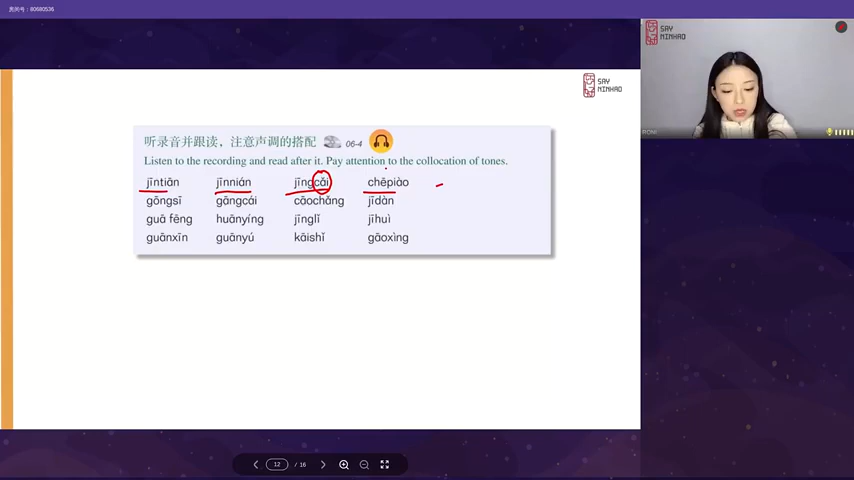 房间号: 80680536
SAY
NINHAO
SAY
NINHAO
听录音并跟读，注意声调的搭配 06-4
Listen to the recording and read after it. Pay attention to the collocation of tones.
jīntiān jīnnián jīngcǎi chēpiào
gōngsī gāngcái cāochǎng jīdàn
guā fēng huānyíng jīnglǐ jīhuì
guānxīn guānyú kāishǐ gāoxìng
12 / 16